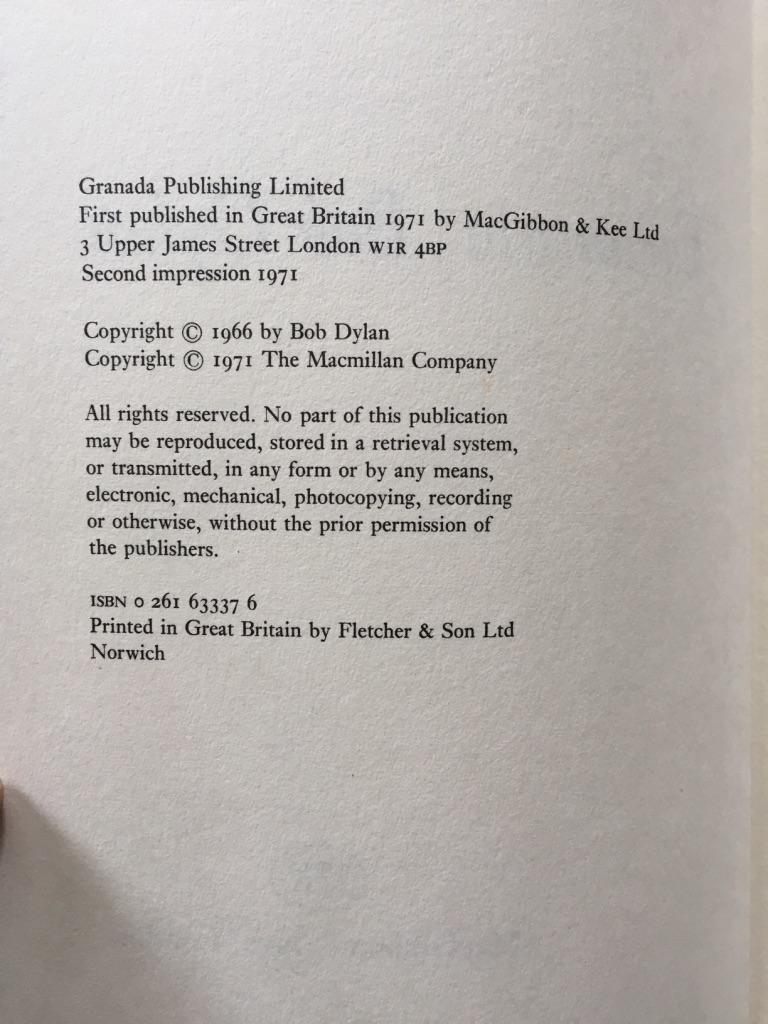 Granada Publishing Limited
First published in Great Britain 1971 by MacGibbon & Kee Ltd
3 Upper James Street London W1R 4BP
Second impression 1971
Copyright © 1966 by Bob Dylan
Copyright © 1971 The Macmillan Company
All rights reserved. No part of this publication
may be reproduced, stored in a retrieval system,
or transmitted, in any form or by any means,
electronic, mechanical, photocopying, recording
or otherwise, without the prior permission of
the publishers.
ISBN 0 261 63337 6
Printed in Great Britain by Fletcher & Son Ltd
Norwich